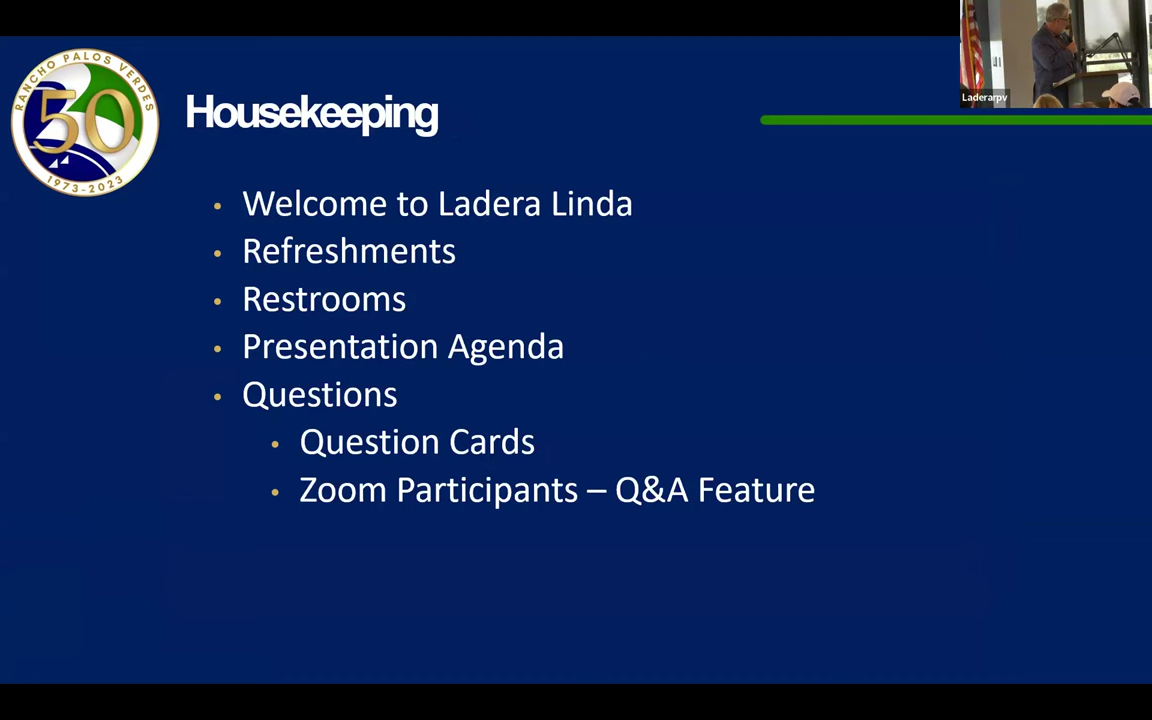 RANCHO PALOS VERDES
50
1973-2023
Housekeeping
Laderarpv
• Welcome to Ladera Linda
• Refreshments
• Restrooms
• Presentation Agenda
• Questions
• Question Cards
• Zoom Participants – Q&A Feature